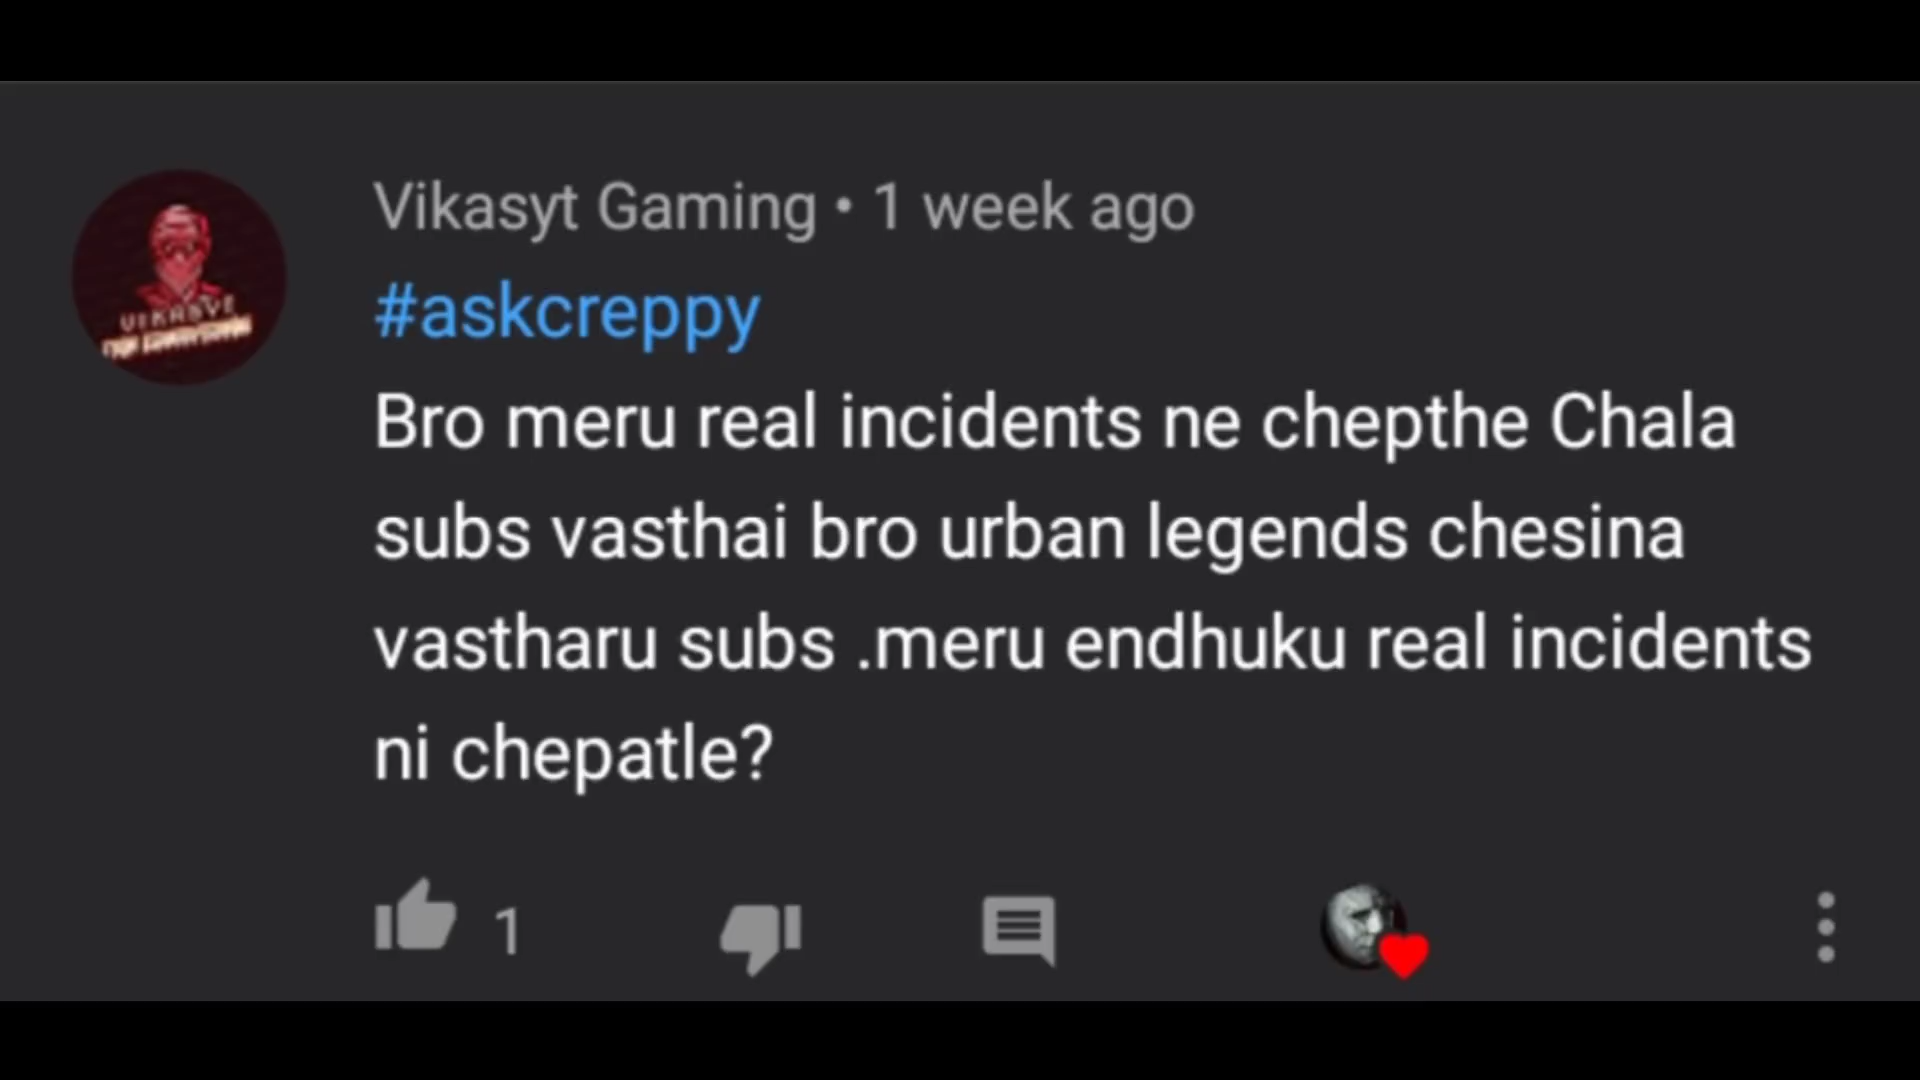 Vikasyt Gaming • 1 week ago
#askcreppy
Bro meru real incidents ne chepthe Chala
subs vasthai bro urban legends chesina
vastharu subs .meru endhuku real incidents
ni chepatle?
1